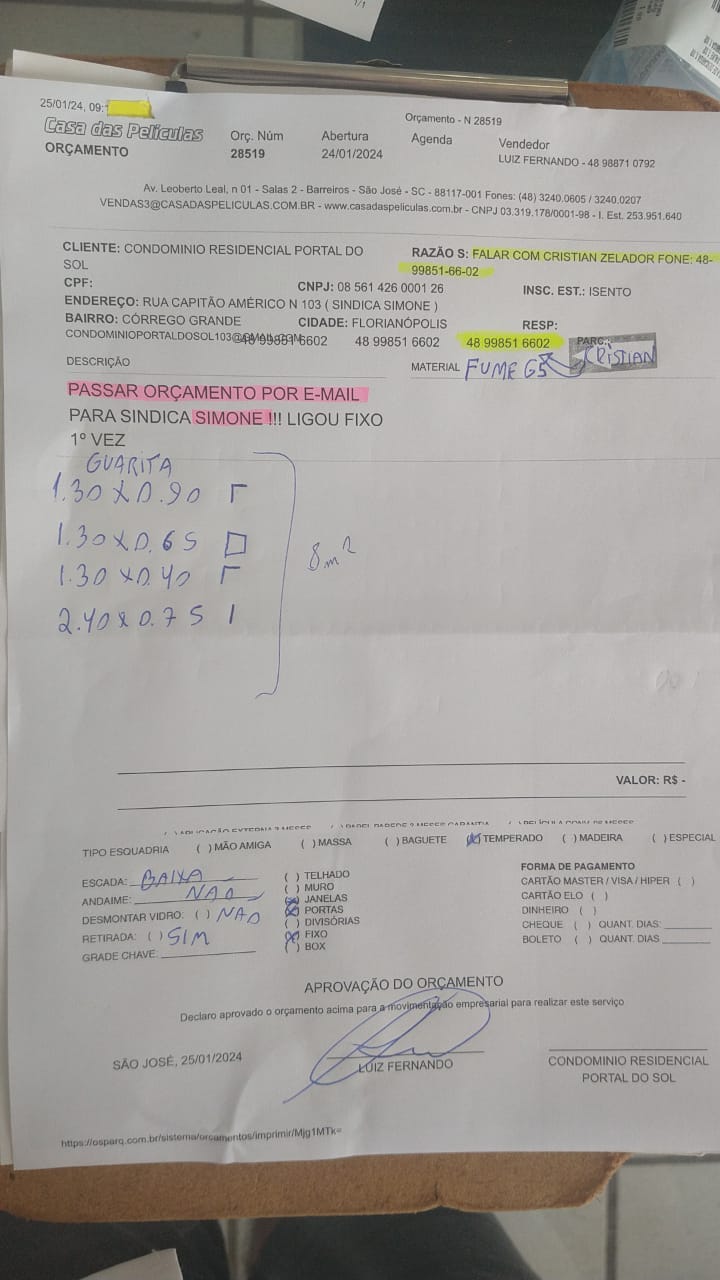 1/1
25/01/24, 09:
Orçamento - N 28519
Casa das Películas
ORÇAMENTO
Orç. Núm
28519
Abertura
24/01/2024
Agenda
Vendedor
LUIZ FERNANDO - 48 98871 0792
Av. Leoberto Leal, n 01 - Salas 2 - Barreiros - São José - SC - 88117-001 Fones: (48) 3240.0605 / 3240.0207
VENDAS3@CASADASPELICULAS.COM.BR - www.casadaspeliculas.com.br - CNPJ 03.319.178/0001-98 - I. Est. 253.951.640
CLIENTE: CONDOMINIO RESIDENCIAL PORTAL DO
SOL
RAZÃO S: FALAR COM CRISTIAN ZELADOR FONE: 48-
99851-66-02
CPF:
CNPJ: 08 561 426 0001 26
INSC. EST.: ISENTO
ENDEREÇO: RUA CAPITÃO AMÉRICO N 103 ( SINDICA SIMONE )
BAIRRO: CÓRREGO GRANDE
CIDADE: FLORIANÓPOLIS
RESP:
CONDOMINIOPORTALDOSOL103@GMAIL.COM
48 99851 6602
48 99851 6602
48 99851 6602
PARC.:
CRISTIAN
DESCRIÇÃO
MATERIAL FUME G5
PASSAR ORÇAMENTO POR E-MAIL
PARA SINDICA SIMONE !!! LIGOU FIXO
1º VEZ
GUARITA
1.30 X 0.90
1.30 X 0.65
1.30 X 0.40
2.40 X 0.75
8m²
VALOR: R$ -
TIPO ESQUADRIA ( ) MÃO AMIGA ( ) MASSA ( ) BAGUETE (X) TEMPERADO ( ) MADEIRA ( ) ESPECIAL
ESCADA: BAIXA
ANDAIME: NAO
DESMONTAR VIDRO: ( ) NAO
RETIRADA: ( ) SIM
GRADE CHAVE:
( ) TELHADO
( ) MURO
(X) JANELAS
(X) PORTAS
( ) DIVISÓRIAS
(X) FIXO
( ) BOX
FORMA DE PAGAMENTO
CARTÃO MASTER / VISA / HIPER ( )
CARTÃO ELO ( )
DINHEIRO ( )
CHEQUE ( ) QUANT. DIAS:
BOLETO ( ) QUANT. DIAS
APROVAÇÃO DO ORÇAMENTO
Declaro aprovado o orçamento acima para a movimentação empresarial para realizar este serviço
SÃO JOSÉ, 25/01/2024
LUIZ FERNANDO
CONDOMINIO RESIDENCIAL
PORTAL DO SOL
https://osparq.com.br/sistema/orcamentos/imprimir/Mjg1MTk=